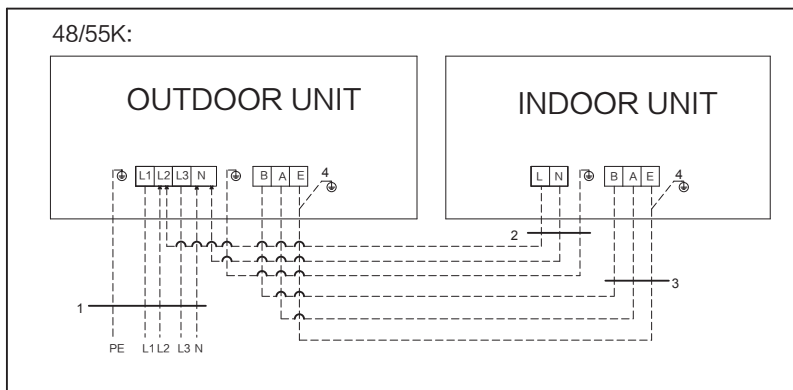 48/55K:
OUTDOOR UNIT
INDOOR UNIT
L1 L2 L3 N B A E 4
L N B A E 4
2
3
1
PE L1 L2 L3 N